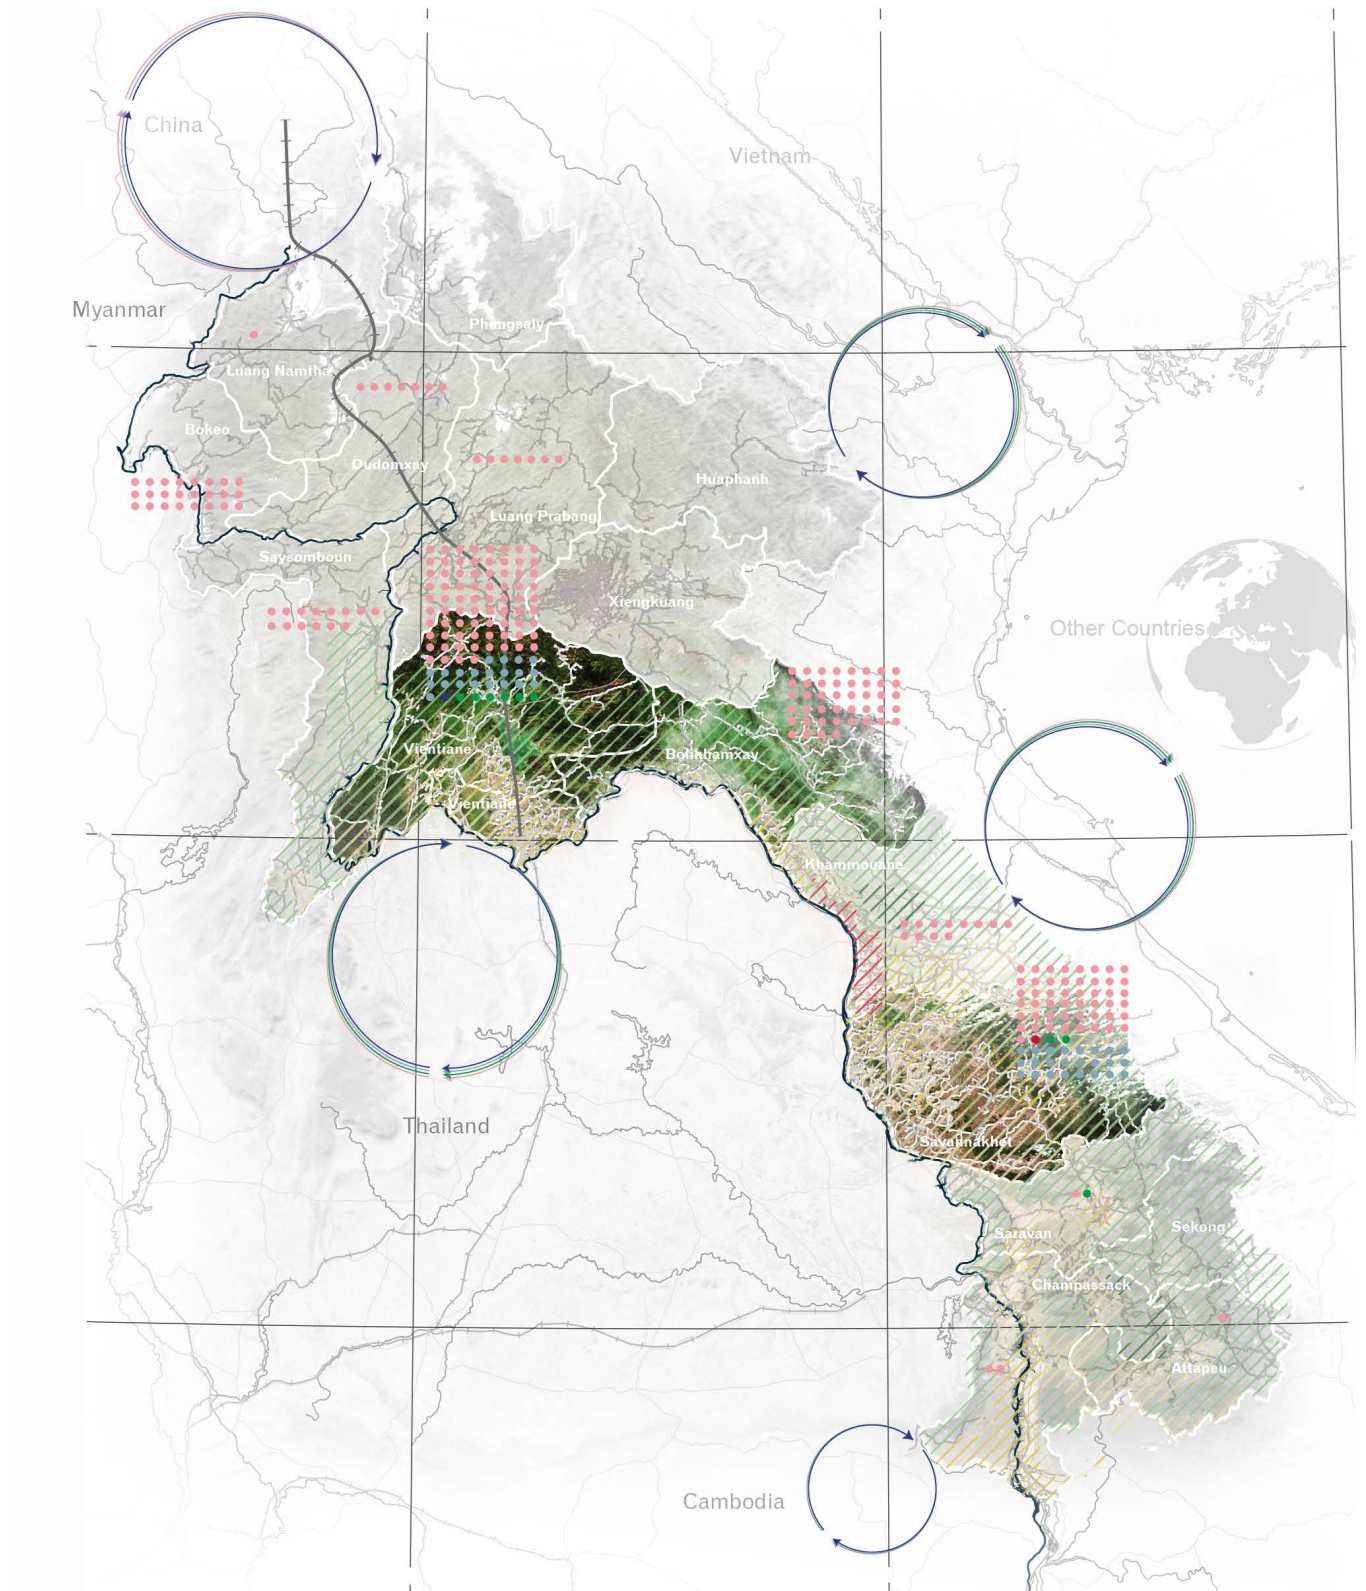 China
Vietnam
Myanmar
Phongsaly
Luang Namtha
Bokeo
Oudomxay
Huaphanh
Luang Prabang
Saysomboun
Xiengkuang
Other Countries
Vientiane
Bolikhamxay
Vientiane
Khammouane
Thailand
Savannakhet
Saravan
Sekong
Champassack
Attapeu
Cambodia